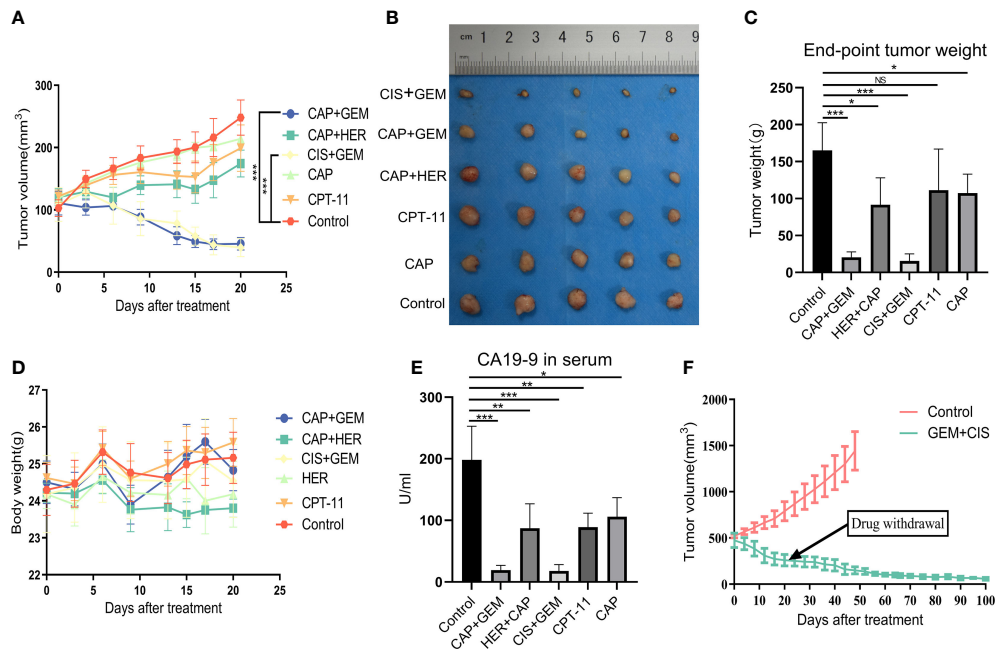 A
Tumor volume(mm³)
300
200
100
0
0 5 10 15 20 25
Days after treatment
CAP+GEM
CAP+HER
CIS+GEM
CAP
CPT-11
Control
***
***
B
cm 1 2 3 4 5 6 7 8 9
mm
CIS+GEM
CAP+GEM
CAP+HER
CPT-11
CAP
Control
C
End-point tumor weight
Tumor weight(g)
250
200
150
100
50
0
*
NS
***
*
***
Control
CAP+GEM
HER+CAP
CIS+GEM
CPT-11
CAP
D
Body weight(g)
27
26
25
24
23
22
0 5 10 15 20 25
Days after treatment
CAP+GEM
CAP+HER
CIS+GEM
HER
CPT-11
Control
E
CA19-9 in serum
U/ml
300
200
100
0
*
**
***
**
***
Control
CAP+GEM
HER+CAP
CIS+GEM
CPT-11
CAP
F
Tumor volume(mm³)
2000
1500
1000
500
0
0 10 20 30 40 50 60 70 80 90 100
Days after treatment
Control
GEM+CIS
Drug withdrawal